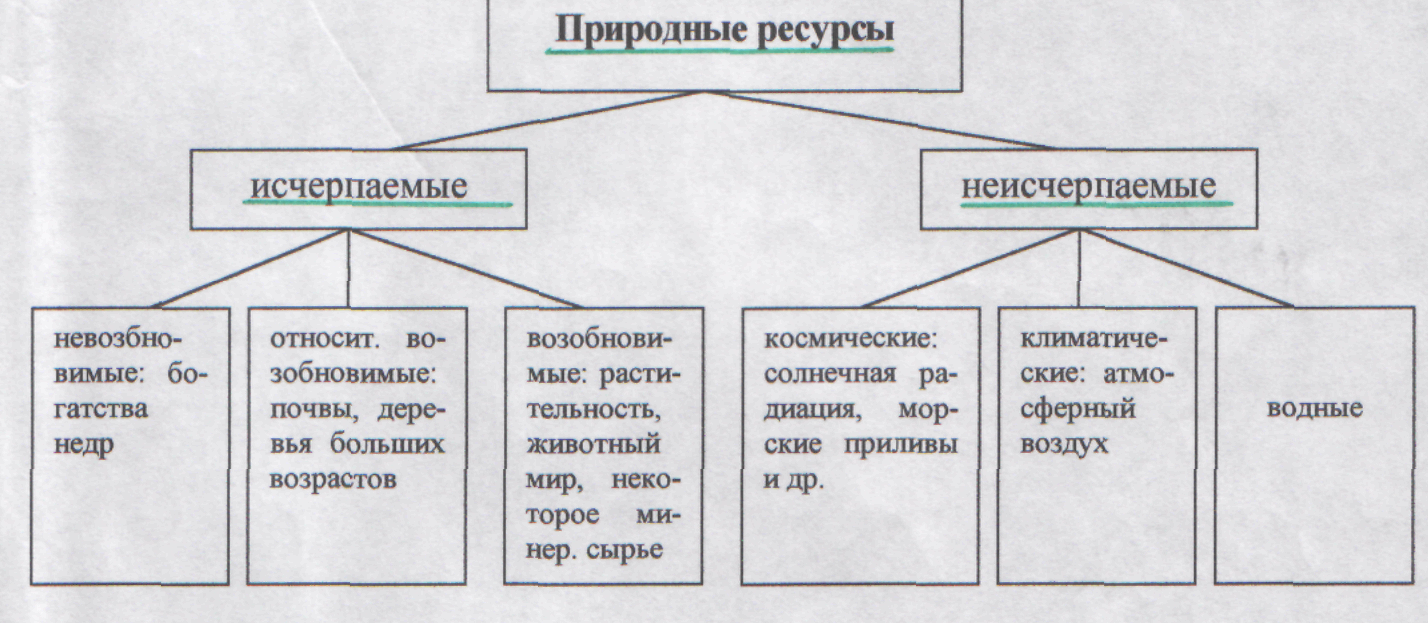 Природные ресурсы
исчерпаемые
неисчерпаемые
невозбно-
вимые: бо-
гатства
недр
относит. во-
зобновимые:
почвы, дере-
вья больших
возрастов
возобнови-
мые: расти-
тельность,
животный
мир, неко-
торое ми-
нер. сырье
космические:
солнечная ра-
диация, мор-
ские приливы
и др.
климатиче-
ские: атмо-
сферный
воздух
водные